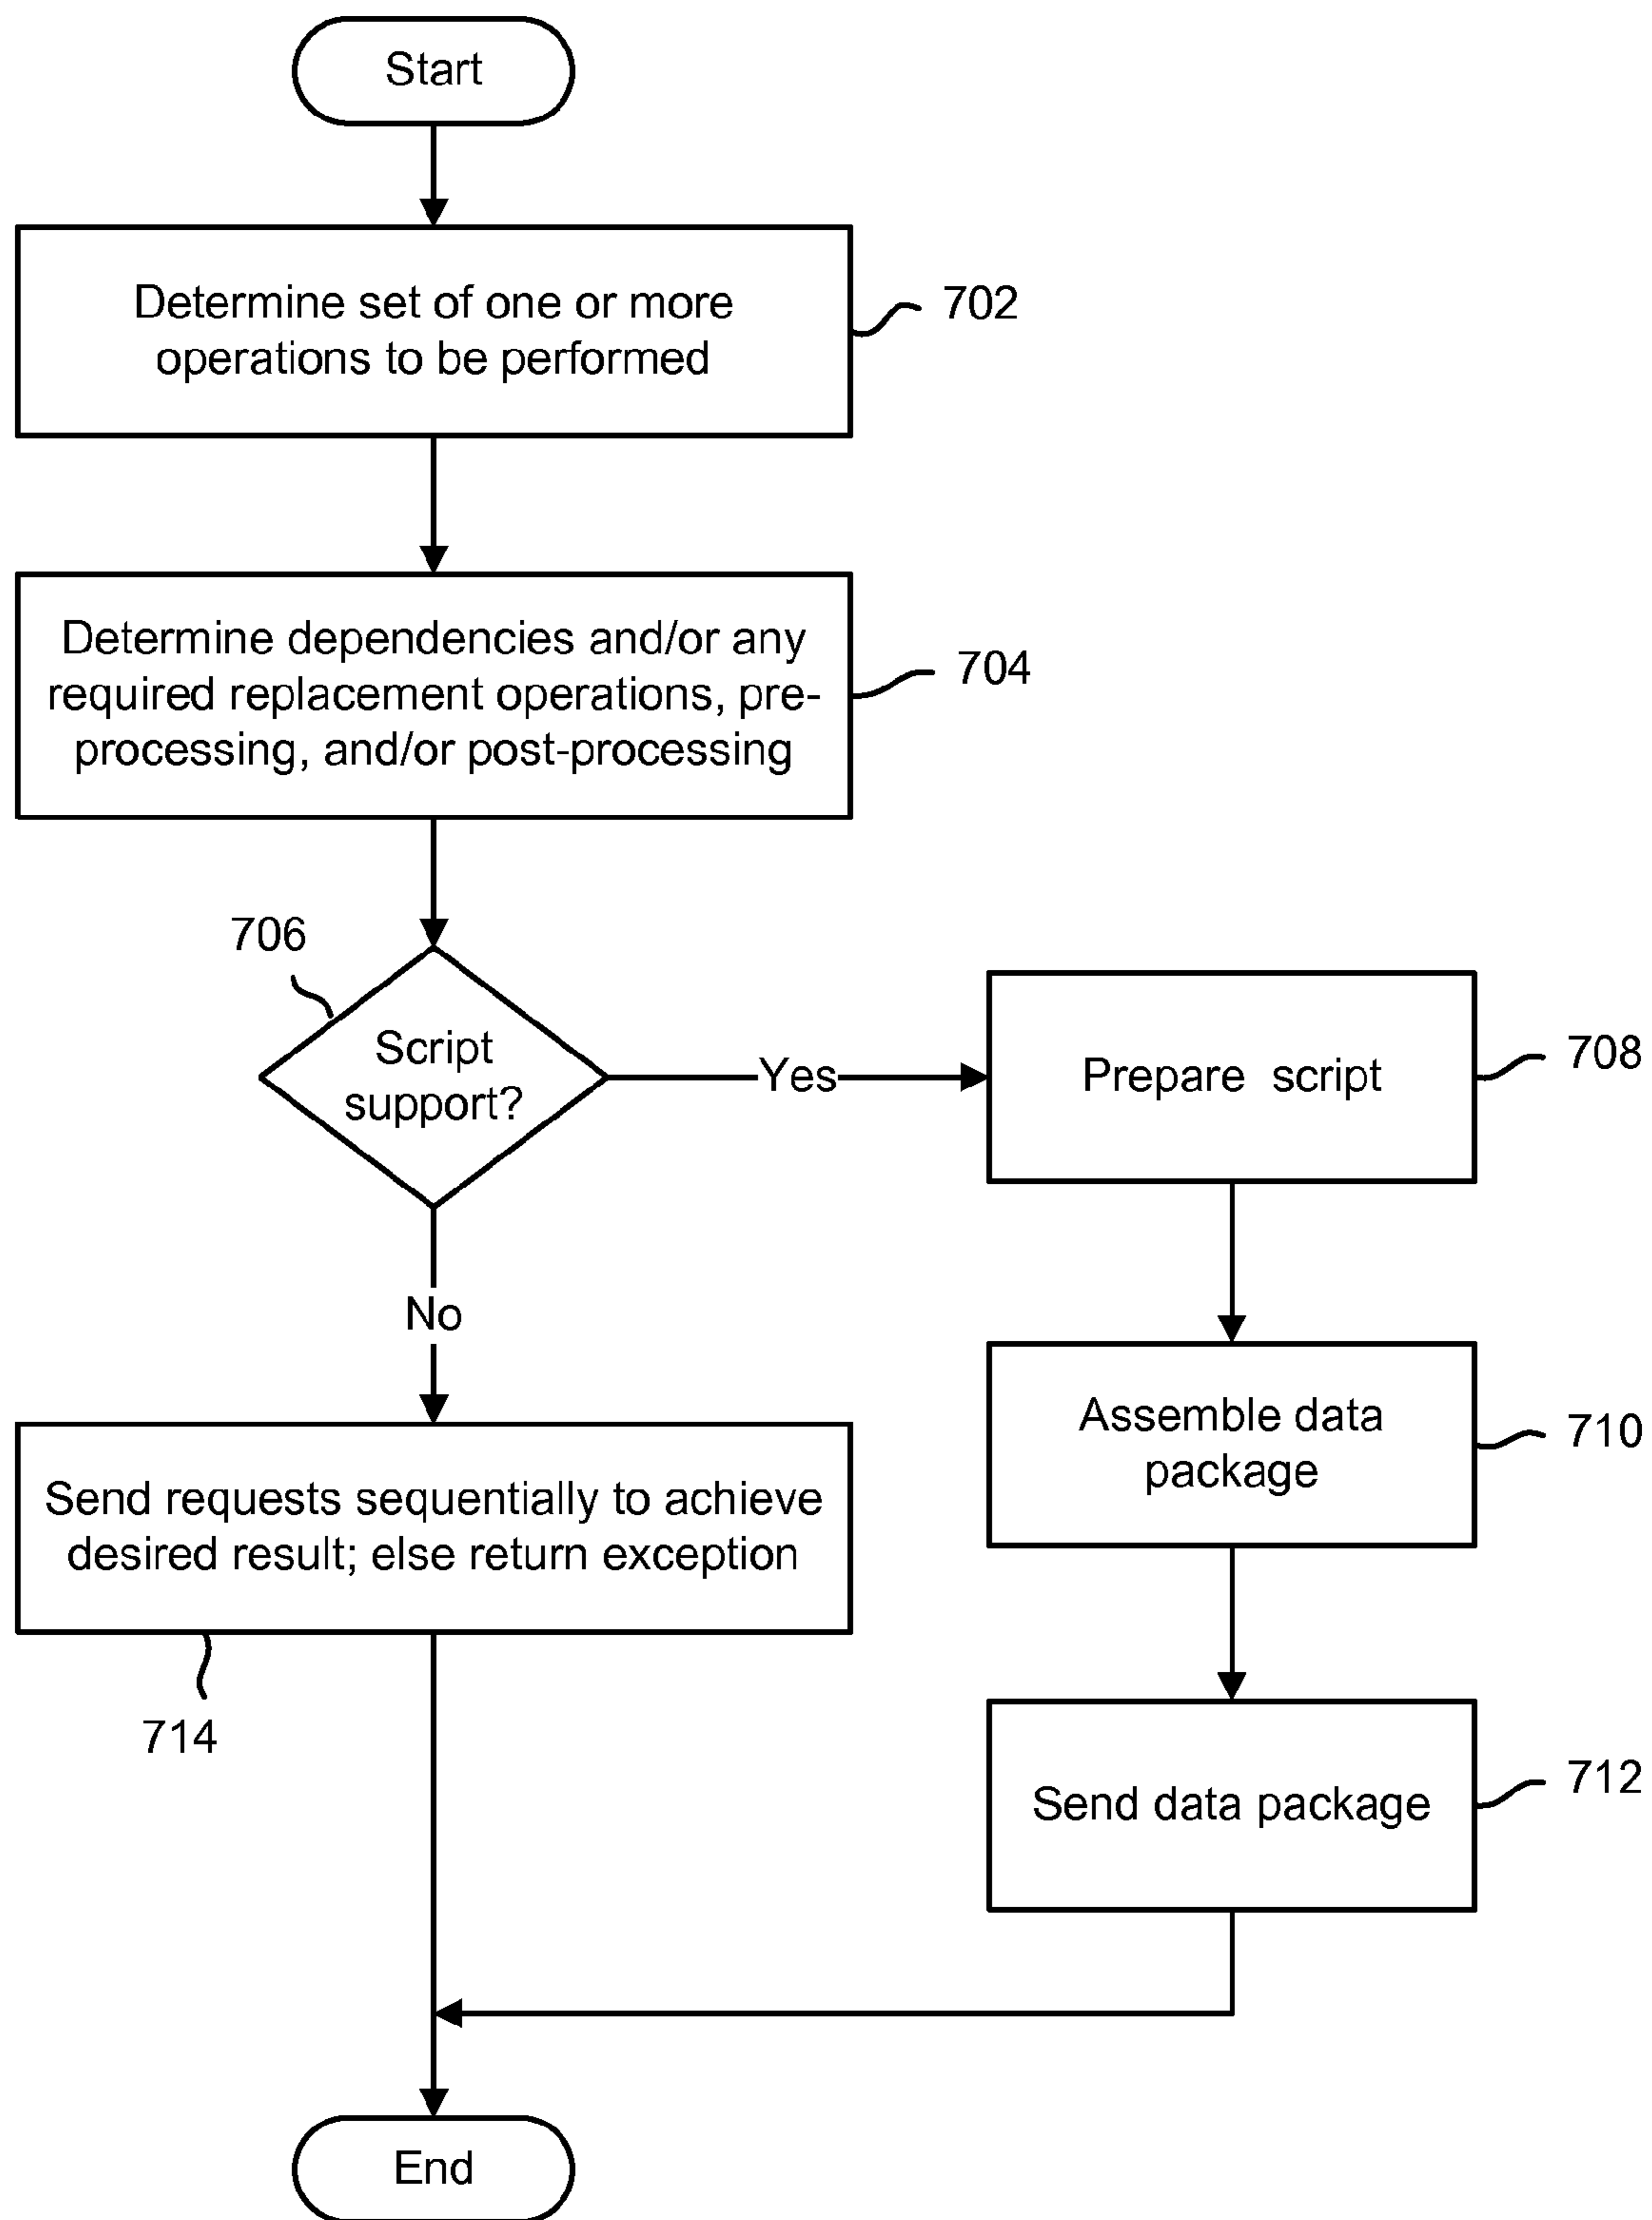 Start
Determine set of one or more
operations to be performed
702
Determine dependencies and/or any
required replacement operations, pre-
processing, and/or post-processing
704
706
Script
support?
Yes
Prepare script
708
No
Assemble data
package
710
Send requests sequentially to achieve
desired result; else return exception
714
Send data package
712
End